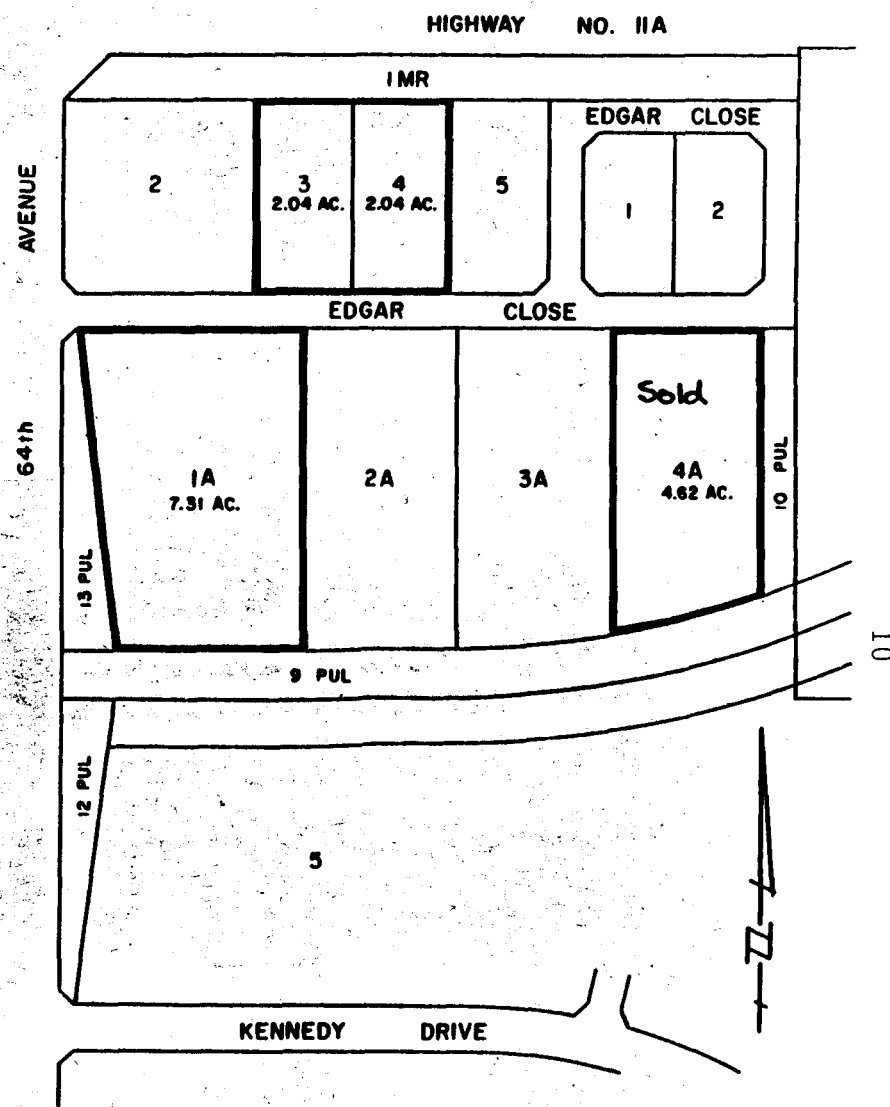 HIGHWAY NO. 11A
1 MR
EDGAR CLOSE
AVENUE
2
3
2.04 AC.
4
2.04 AC.
5
1
2
EDGAR CLOSE
64th
Sold
1A
7.31 AC.
2A
3A
4A
4.62 AC.
10 PUL
13 PUL
9 PUL
10
12 PUL
5
N
KENNEDY DRIVE